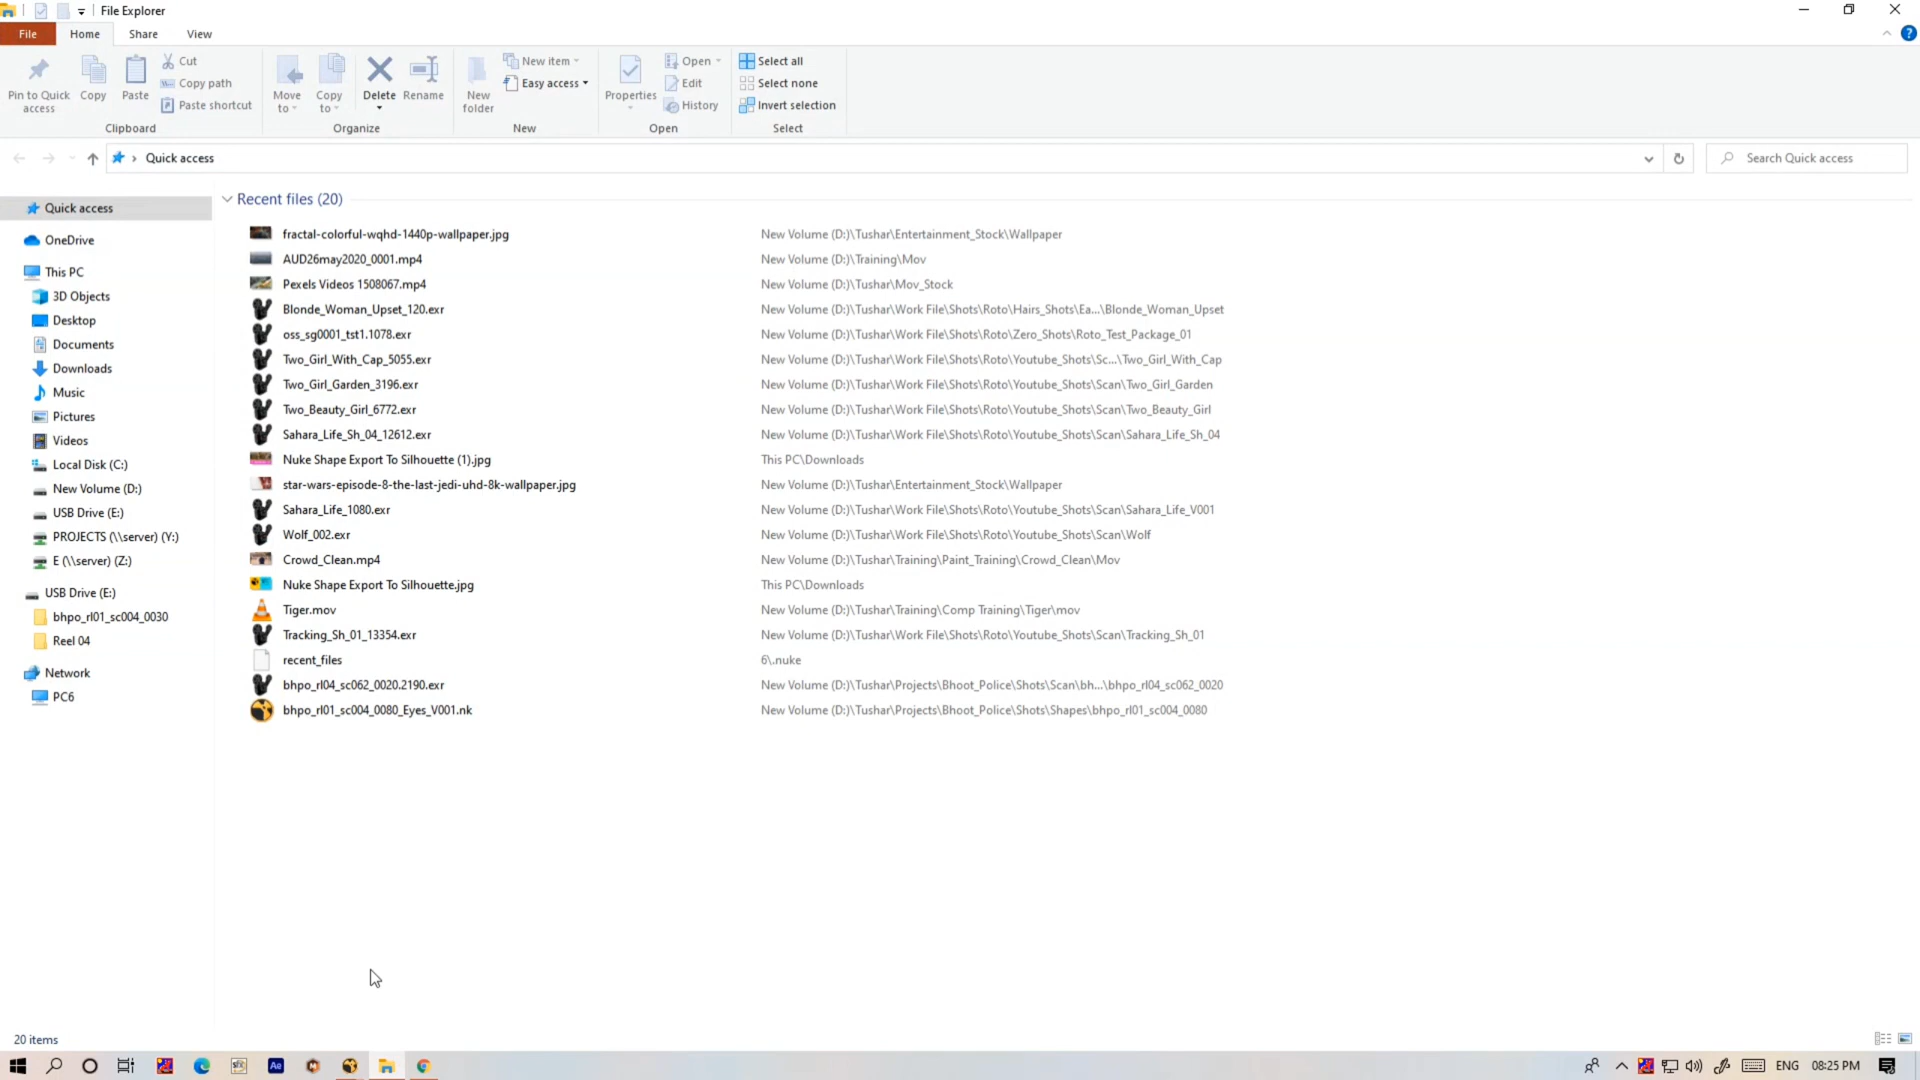 File Explorer
File Home Share View
Pin to Quick access
Copy
Paste
Cut
Copy path
Paste shortcut
Clipboard
Move to
Copy to
Delete
Rename
Organize
New folder
New item
Easy access
New
Properties
Open
Edit
History
Open
Select all
Select none
Invert selection
Select
Quick access
Search Quick access
Quick access
OneDrive
This PC
3D Objects
Desktop
Documents
Downloads
Music
Pictures
Videos
Local Disk (C:)
New Volume (D:)
USB Drive (E:)
PROJECTS (\\server) (Y:)
E (\\server) (Z:)
USB Drive (E:)
bhpo_rl01_sc004_0030
Reel 04
Network
PC6
Recent files (20)
fractal-colorful-wqhd-1440p-wallpaper.jpg New Volume (D:)\Tushar\Entertainment_Stock\Wallpaper
AUD26may2020_0001.mp4 New Volume (D:)\Training\Mov
Pexels Videos 1508067.mp4 New Volume (D:)\Tushar\Mov_Stock
Blonde_Woman_Upset_120.exr New Volume (D:)\Tushar\Work File\Shots\Roto\Hairs_Shots\Ea...\Blonde_Woman_Upset
oss_sg0001_tst1.1078.exr New Volume (D:)\Tushar\Work File\Shots\Roto\Zero_Shots\Roto_Test_Package_01
Two_Girl_With_Cap_5055.exr New Volume (D:)\Tushar\Work File\Shots\Roto\Youtube_Shots\Sc...\Two_Girl_With_Cap
Two_Girl_Garden_3196.exr New Volume (D:)\Tushar\Work File\Shots\Roto\Youtube_Shots\Scan\Two_Girl_Garden
Two_Beauty_Girl_6772.exr New Volume (D:)\Tushar\Work File\Shots\Roto\Youtube_Shots\Scan\Two_Beauty_Girl
Sahara_Life_Sh_04_12612.exr New Volume (D:)\Tushar\Work File\Shots\Roto\Youtube_Shots\Scan\Sahara_Life_Sh_04
Nuke Shape Export To Silhouette (1).jpg This PC\Downloads
star-wars-episode-8-the-last-jedi-uhd-8k-wallpaper.jpg New Volume (D:)\Tushar\Entertainment_Stock\Wallpaper
Sahara_Life_1080.exr New Volume (D:)\Tushar\Work File\Shots\Roto\Youtube_Shots\Scan\Sahara_Life_V001
Wolf_002.exr New Volume (D:)\Tushar\Work File\Shots\Roto\Youtube_Shots\Scan\Wolf
Crowd_Clean.mp4 New Volume (D:)\Tushar\Training\Paint_Training\Crowd_Clean\Mov
Nuke Shape Export To Silhouette.jpg This PC\Downloads
Tiger.mov New Volume (D:)\Tushar\Training\Comp Training\Tiger\mov
Tracking_Sh_01_13354.exr New Volume (D:)\Tushar\Work File\Shots\Roto\Youtube_Shots\Scan\Tracking_Sh_01
recent_files 6\.nuke
bhpo_rl04_sc062_0020.2190.exr New Volume (D:)\Tushar\Projects\Bhoot_Police\Shots\Scan\bh...\bhpo_rl04_sc062_0020
bhpo_rl01_sc004_0080_Eyes_V001.nk New Volume (D:)\Tushar\Projects\Bhoot_Police\Shots\Shapes\bhpo_rl01_sc004_0080
20 items
Ae
ENG 08:25 PM